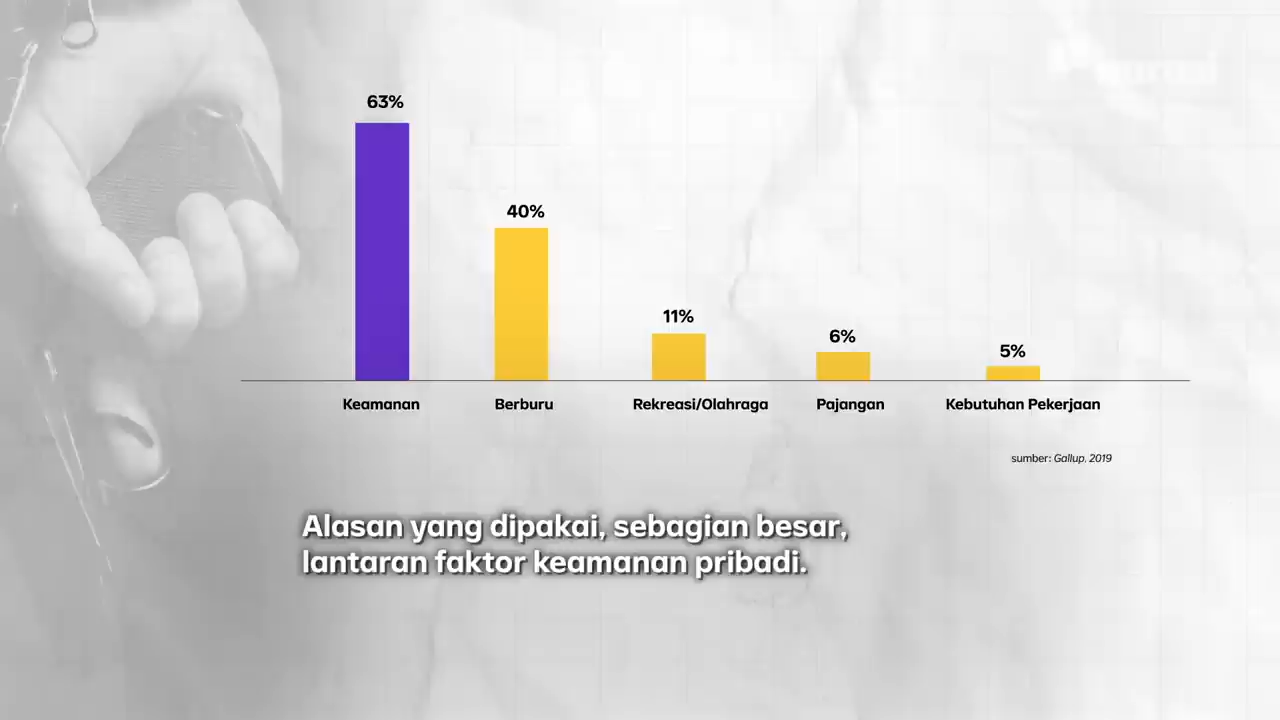 63%
40%
11%
6%
5%
Keamanan
Berburu
Rekreasi/Olahraga
Pajangan
Kebutuhan Pekerjaan
sumber: Gallup, 2019
Alasan yang dipakai, sebagian besar,
lantaran faktor keamanan pribadi.